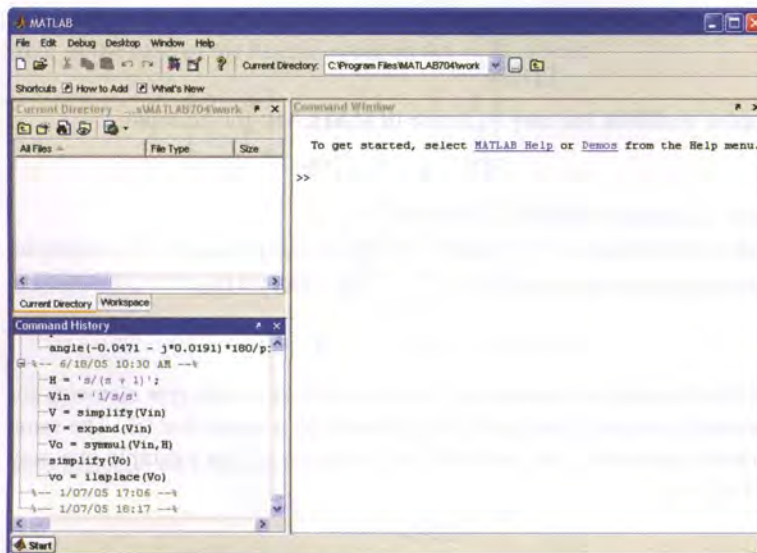 MATLAB
File Edit Debug Desktop Window Help
Current Directory: C:\Program Files\MATLAB704\work
Shortcuts How to Add What's New
Current Directory ...s\MATLAB704\work
All Files File Type Size
Current Directory Workspace
Command History
angle(-0.0471 - j*0.0191)*180/p
%-- 6/18/05 10:30 AM --%
H = 's/(s + 1)';
Vin = '1/s/s'
V = simplify(Vin)
V = expand(Vin)
Vo = symmul(Vin,H)
simplify(Vo)
vo = ilaplace(Vo)
%-- 1/07/05 17:06 --%
%-- 1/07/05 18:17 --%
Command Window
To get started, select MATLAB Help or Demos from the Help menu.
>>
Start